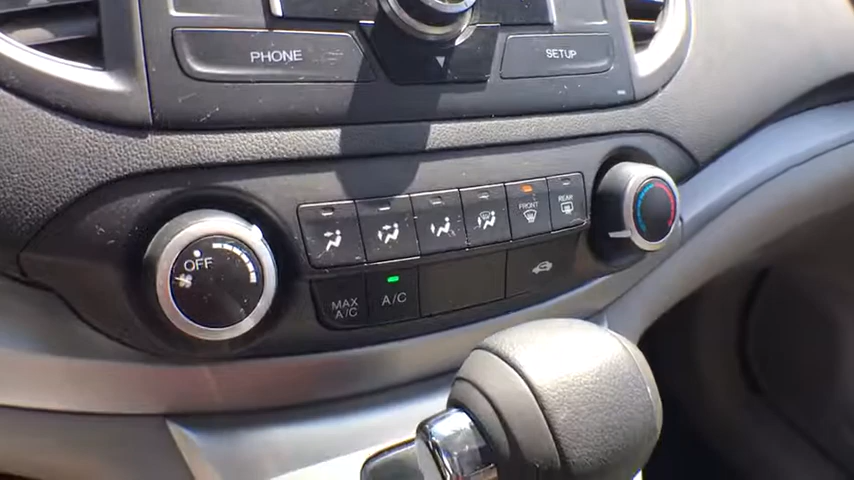 PHONE
SETUP
FRONT
REAR
OFF
MAX
A/C
A/C